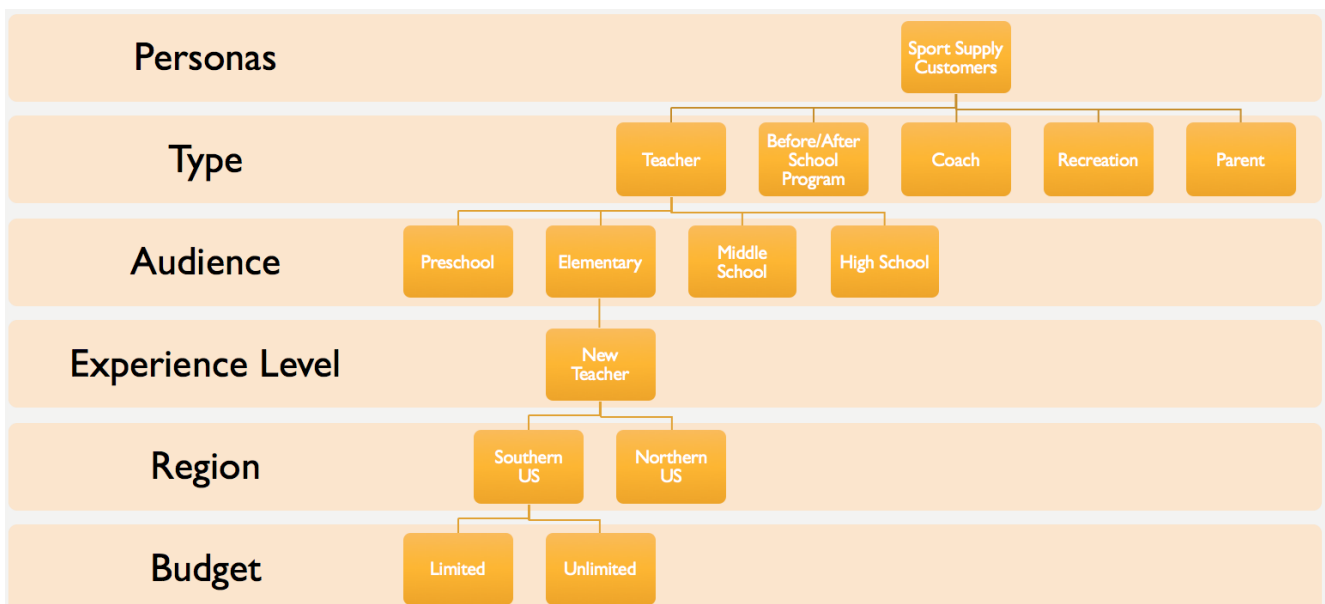 Personas
Sport Supply
Customers
Type
Teacher
Before/After
School
Program
Coach
Recreation
Parent
Audience
Preschool
Elementary
Middle
School
High School
Experience Level
New
Teacher
Region
Southern
US
Northern
US
Budget
Limited
Unlimited